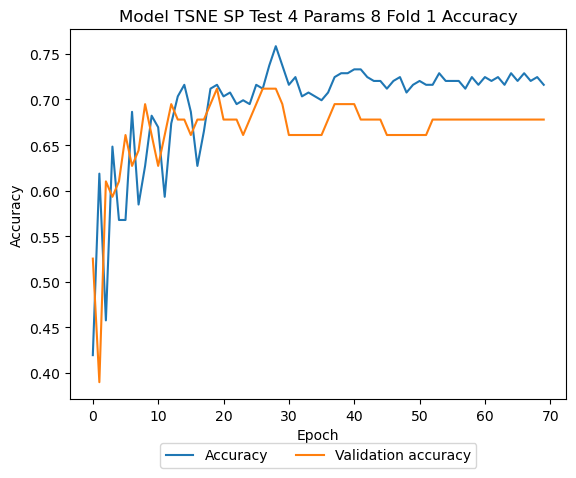 Model TSNE SP Test 4 Params 8 Fold 1 Accuracy
0.75
0.70
0.65
0.60
0.55
0.50
0.45
0.40
Accuracy
0 10 20 30 40 50 60 70
Epoch
Accuracy Validation accuracy